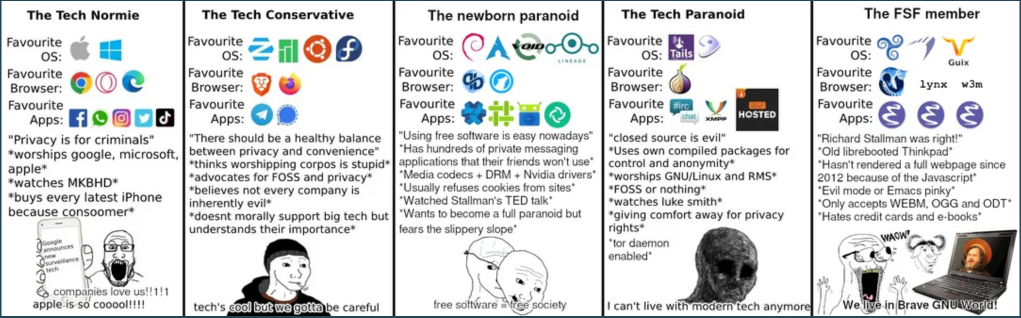 The Tech Normie
Favourite
OS:
Favourite
Browser:
Favourite
Apps:
"Privacy is for criminals"
*worships google, microsoft,
apple*
*watches MKBHD*
*buys every latest iPhone
because consoomer*
Google
announces
new
surveillance
tech
companies love us!!1!1
apple is so cooool!!!!
The Tech Conservative
Favourite
OS:
Favourite
Browser:
Favourite
Apps:
"There should be a healthy balance
between privacy and convenience"
*thinks worshipping corpos is stupid*
*advocates for FOSS and privacy*
*believes not every company is
inherently evil*
*doesnt morally support big tech but
understands their importance*
tech's cool but we gotta be careful
The newborn paranoid
Favourite
OS:
VOID
LINEAGE
Favourite
Browser:
Favourite
Apps:
"Using free software is easy nowadays"
*Has hundreds of private messaging
applications that their friends won't use*
*Media codecs + DRM + Nvidia drivers*
*Usually refuses cookies from sites*
*Watched Stallman's TED talk*
*Wants to become a full paranoid but
fears the slippery slope*
free software = free society
The Tech Paranoid
Favourite
OS:
Tails
Favourite
Browser:
Favourite
Apps:
#irc
chat
XMPP
HOSTED
"closed source is evil"
*Uses own compiled packages for
control and anonymity*
*worships GNU/Linux and RMS*
*FOSS or nothing*
*watches luke smith*
*giving comfort away for privacy
rights*
*tor daemon
enabled*
I can't live with modern tech anymore
The FSF member
Favourite
OS:
Guix
Favourite
Browser:
lynx w3m
Favourite
Apps:
"Richard Stallman was right!"
*Old librebooted Thinkpad*
*Hasn't rendered a full webpage since
2012 because of the Javascript*
*Evil mode or Emacs pinky*
*Only accepts WEBM, OGG and ODT*
*Hates credit cards and e-books*
WAOW
We live in Brave GNU World!